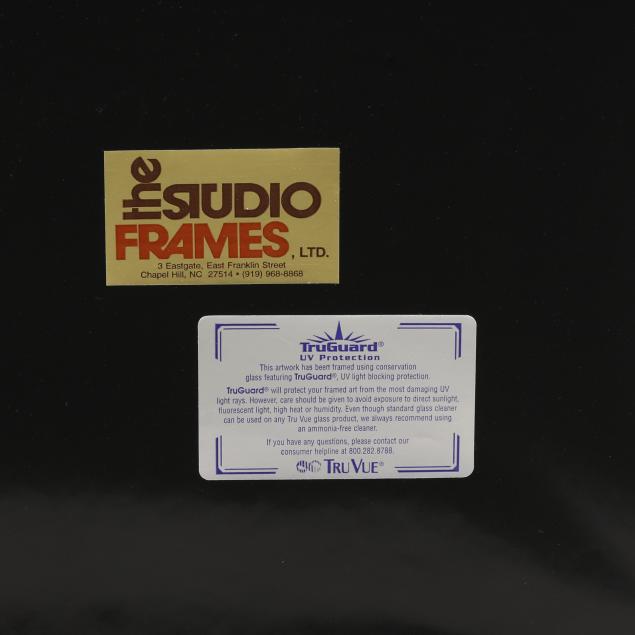 the STUDIO
FRAMES, LTD.
3 Eastgate, East Franklin Street
Chapel Hill, NC 27514 • (919) 968-8868
TruGuard®
UV Protection
This artwork has been framed using conservation
glass featuring TruGuard®, UV light blocking protection.
TruGuard® will protect your framed art from the most damaging UV
light rays. However, care should be given to avoid exposure to direct sunlight,
fluorescent light, high heat or humidity. Even though standard glass cleaner
can be used on any Tru Vue glass product, we always recommend using
an ammonia-free cleaner.
If you have any questions, please contact our
consumer helpline at 800.282.8788.
TRU VUE®